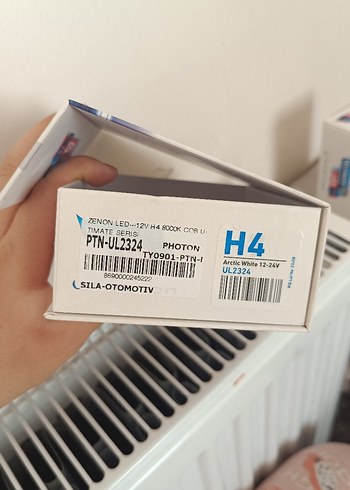 ZENON LED---12V H4 8000K COB U
TIMATE SERISI
PTN-UL2324 PHOTON
TY0901-PTN-
8690000245222
SILA-OTOMOTIV
H4
Arctic White 12-24V
UL2324